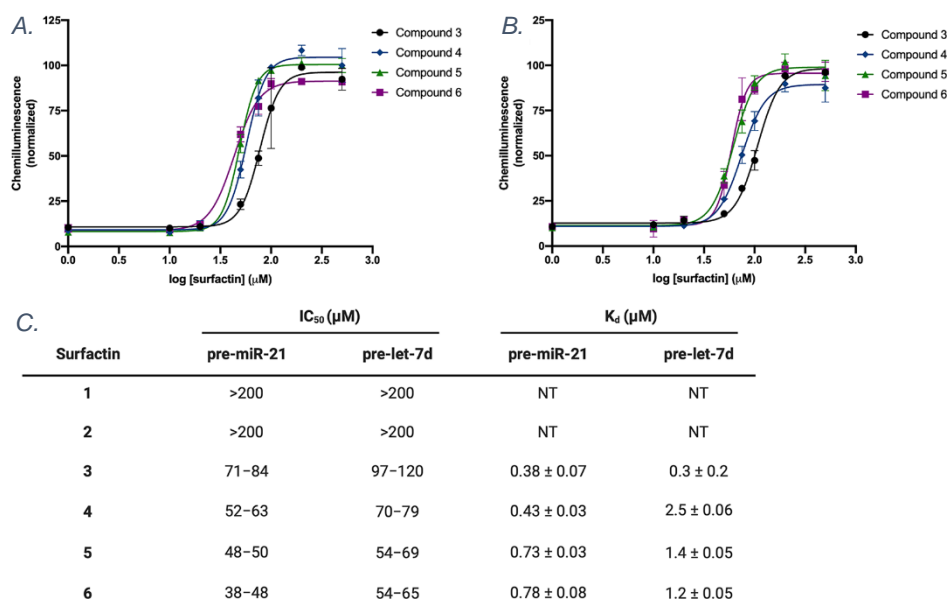 A.
125
100
75
50
25
0
Chemilluminescence
(normalized)
0.0 0.5 1.0 1.5 2.0 2.5 3.0
log [surfactin] (μM)
Compound 3
Compound 4
Compound 5
Compound 6
B.
25
100
75
50
25
0
Chemilluminescence
(normalized)
0.0 0.5 1.0 1.5 2.0 2.5 3.0
log [surfactin] (μM)
Compound 3
Compound 4
Compound 5
Compound 6
C.
IC50 (μM) Kd (μM)
Surfactin pre-miR-21 pre-let-7d pre-miR-21 pre-let-7d
1 >200 >200 NT NT
2 >200 >200 NT NT
3 71–84 97–120 0.38 ± 0.07 0.3 ± 0.2
4 52–63 70–79 0.43 ± 0.03 2.5 ± 0.06
5 48–50 54–69 0.73 ± 0.03 1.4 ± 0.05
6 38–48 54–65 0.78 ± 0.08 1.2 ± 0.05